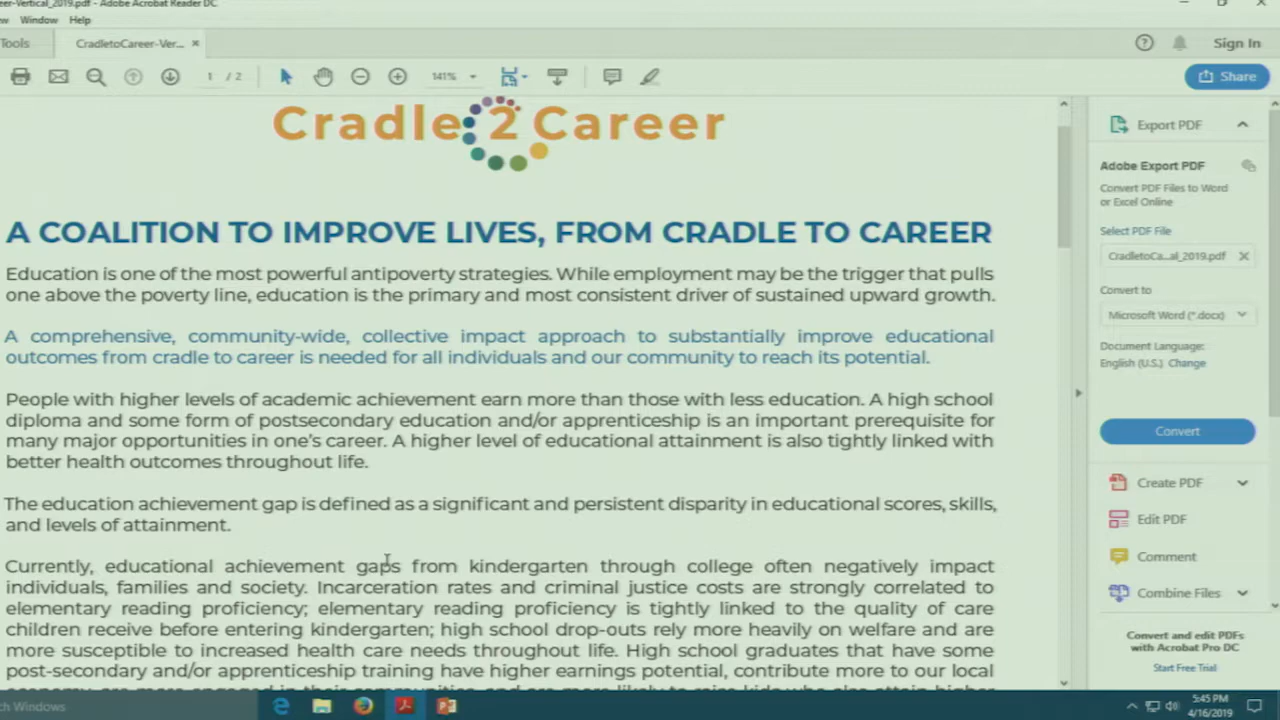 eer-Vertical_2019.pdf - Adobe Acrobat Reader DC
Window Help
Tools CradletoCareer-Ver... × Sign In
1 / 2 141% Share
Cradle 2 Career
A COALITION TO IMPROVE LIVES, FROM CRADLE TO CAREER
Education is one of the most powerful antipoverty strategies. While employment may be the trigger that pulls
one above the poverty line, education is the primary and most consistent driver of sustained upward growth.
A comprehensive, community-wide, collective impact approach to substantially improve educational
outcomes from cradle to career is needed for all individuals and our community to reach its potential.
People with higher levels of academic achievement earn more than those with less education. A high school
diploma and some form of postsecondary education and/or apprenticeship is an important prerequisite for
many major opportunities in one's career. A higher level of educational attainment is also tightly linked with
better health outcomes throughout life.
The education achievement gap is defined as a significant and persistent disparity in educational scores, skills,
and levels of attainment.
Currently, educational achievement gaps from kindergarten through college often negatively impact
individuals, families and society. Incarceration rates and criminal justice costs are strongly correlated to
elementary reading proficiency; elementary reading proficiency is tightly linked to the quality of care
children receive before entering kindergarten; high school drop-outs rely more heavily on welfare and are
more susceptible to increased health care needs throughout life. High school graduates that have some
post-secondary and/or apprenticeship training have higher earnings potential, contribute more to our local
Export PDF
Adobe Export PDF
Convert PDF Files to Word
or Excel Online
Select PDF File
CradletoCa...al_2019.pdf
Convert to
Microsoft Word (*.docx)
Document Language:
English (U.S.) Change
Convert
Create PDF
Edit PDF
Comment
Combine Files
Convert and edit PDFs
with Acrobat Pro DC
Start Free Trial
ch Windows
5:45 PM
4/16/2019